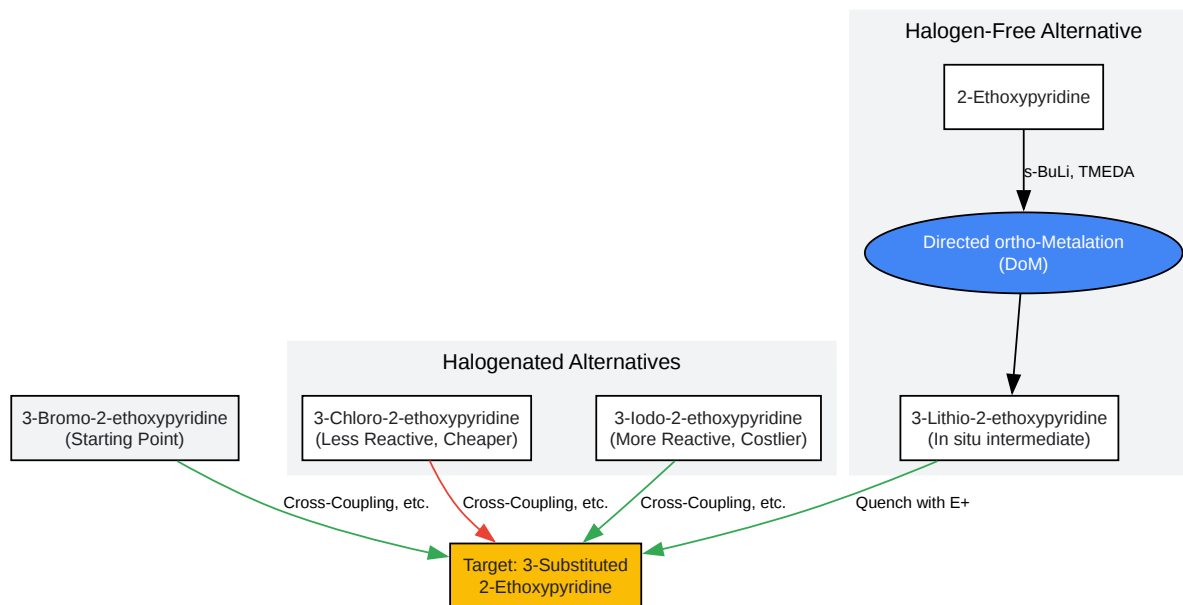 Halogen-Free Alternative
2-Ethoxypyridine
s-BuLi, TMEDA
Directed ortho-Metalation
(DoM)
Halogenated Alternatives
3-Bromo-2-ethoxypyridine
(Starting Point)
3-Chloro-2-ethoxypyridine
(Less Reactive, Cheaper)
3-Iodo-2-ethoxypyridine
(More Reactive, Costlier)
3-Lithio-2-ethoxypyridine
(In situ intermediate)
Cross-Coupling, etc.
Cross-Coupling, etc.
Cross-Coupling, etc.
Quench with E+
Target: 3-Substituted
2-Ethoxypyridine